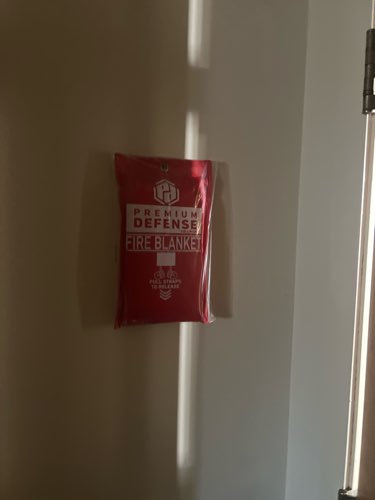 PREMIUM
DEFENSE
FIRE BLANKET
PULL STRAPS
TO RELEASE